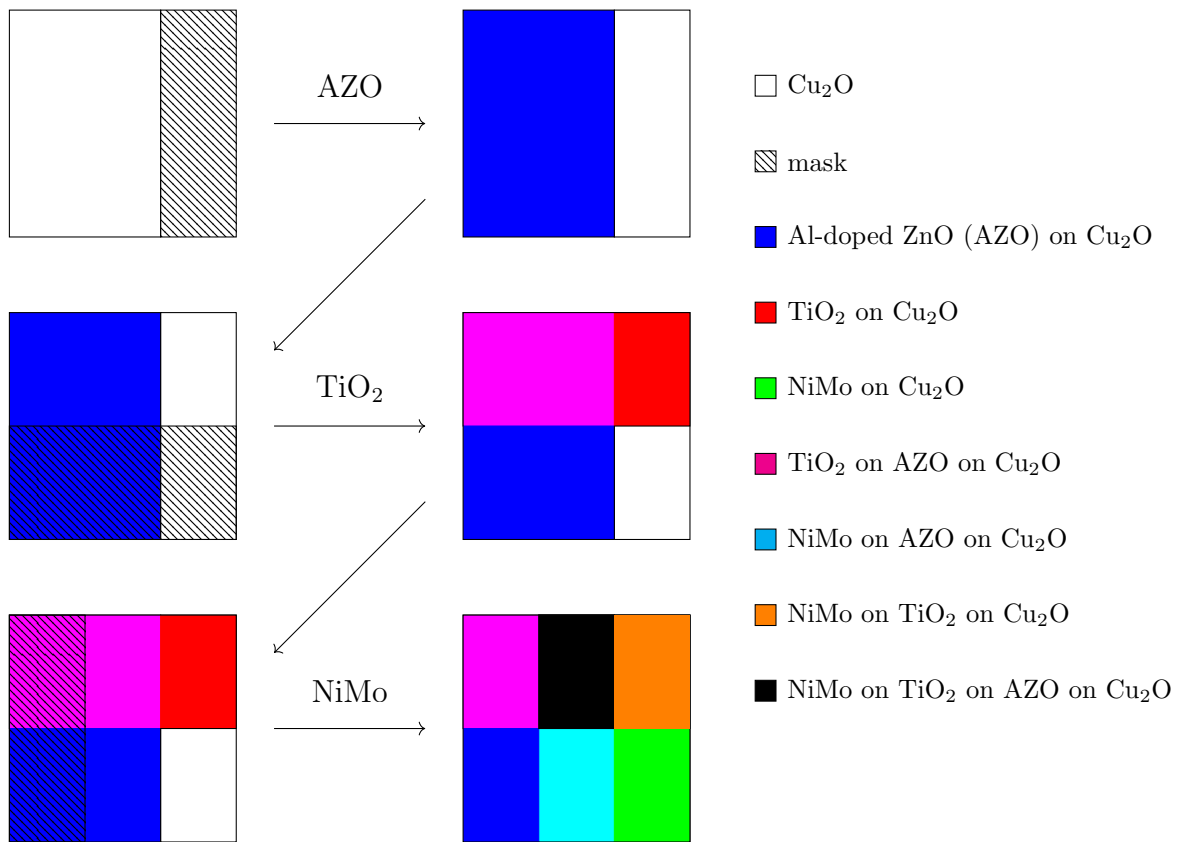 AZO
TiO₂
NiMo
Cu₂O
mask
Al-doped ZnO (AZO) on Cu₂O
TiO₂ on Cu₂O
NiMo on Cu₂O
TiO₂ on AZO on Cu₂O
NiMo on AZO on Cu₂O
NiMo on TiO₂ on Cu₂O
NiMo on TiO₂ on AZO on Cu₂O